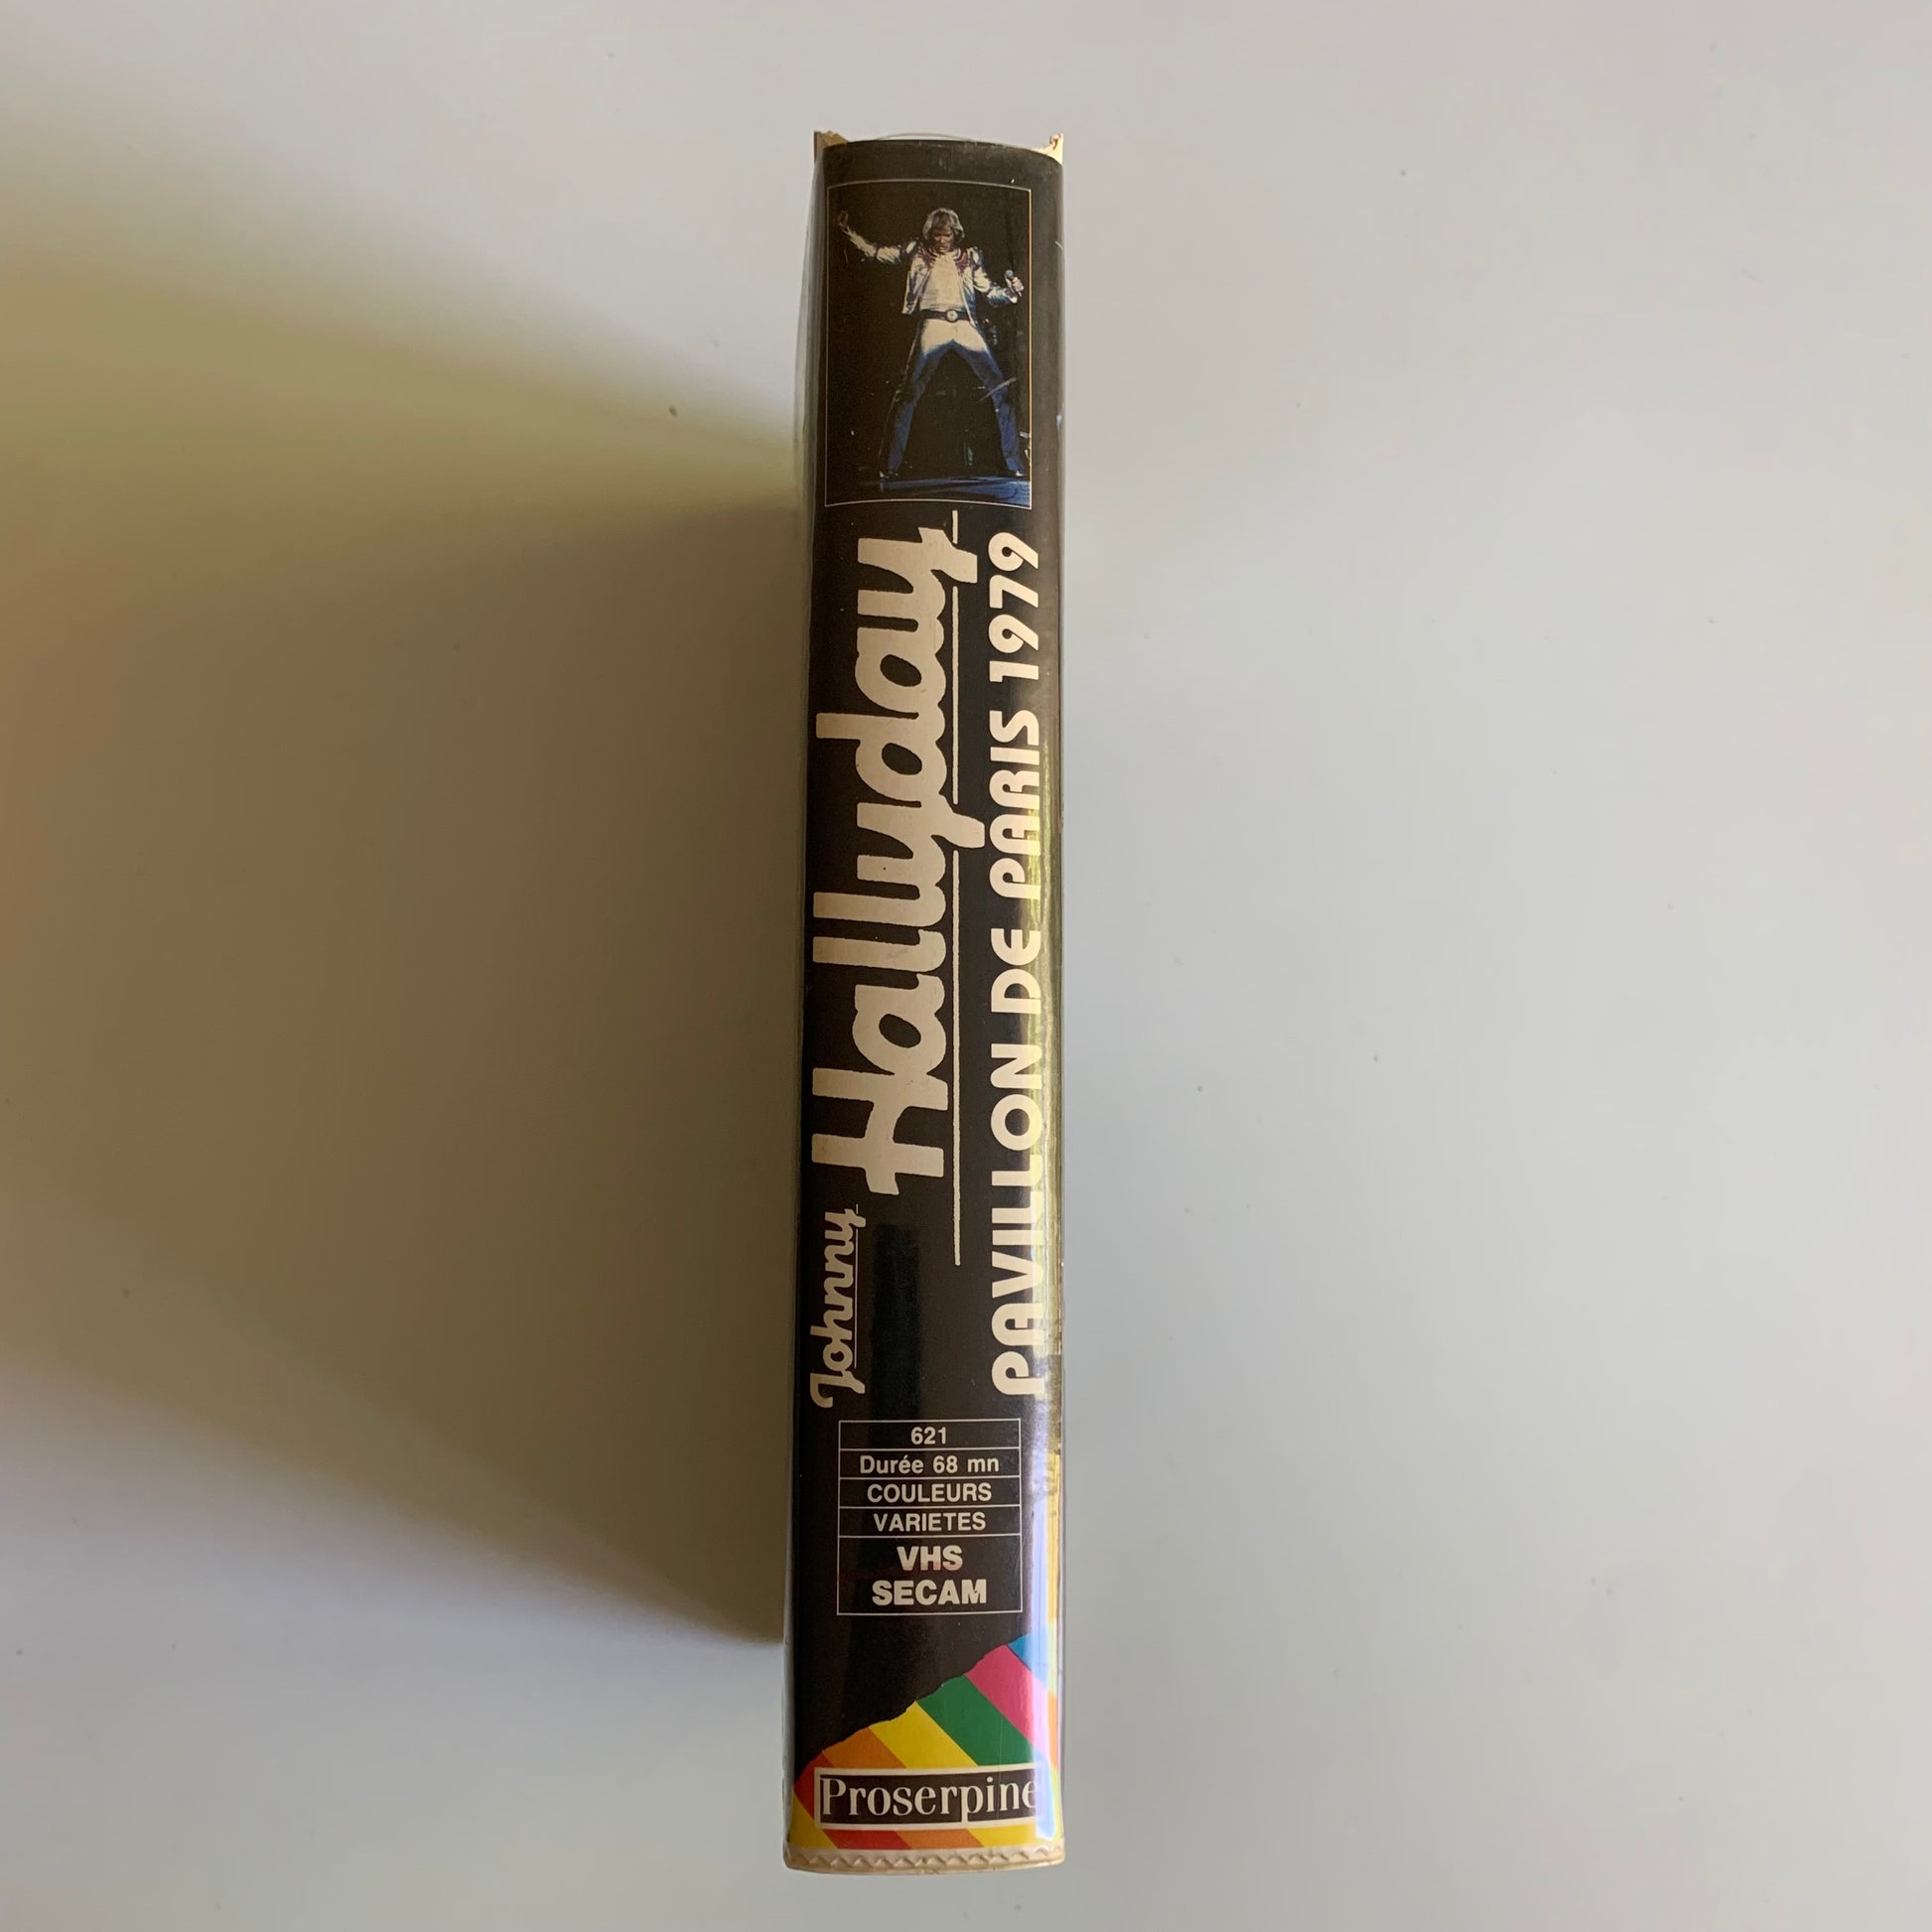 Johnny
Hallyday
PAVILLON DE PARIS 1979
621
Durée 68 mn
COULEURS
VARIETES
VHS
SECAM
Proserpine